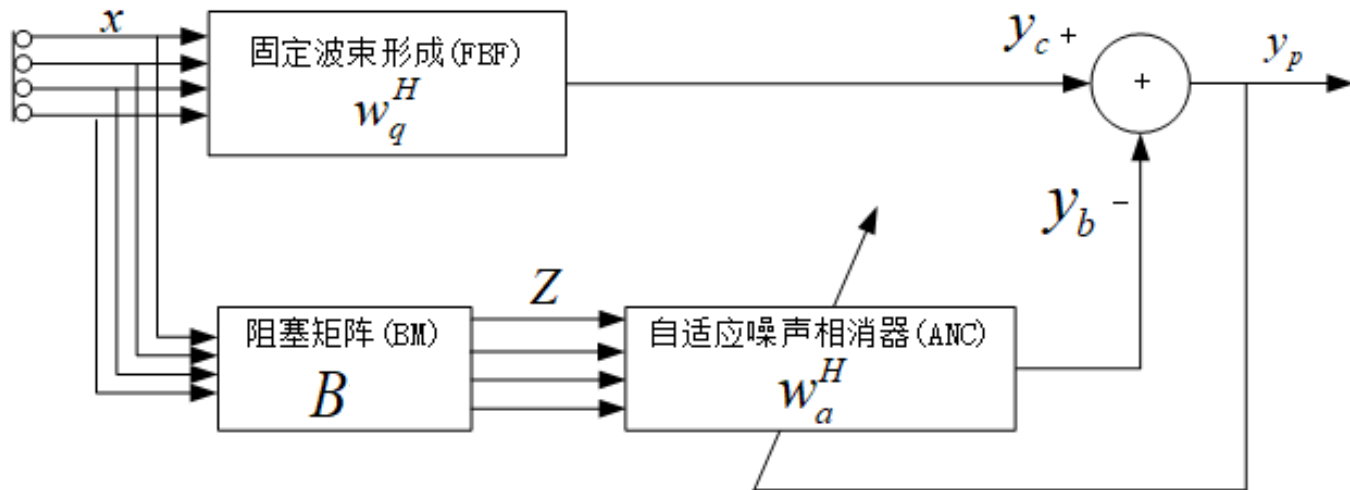 x
固定波束形成(FBF)
w_q^H
y_c +
+
y_p
y_b −
Z
阻塞矩阵(BM)
B
自适应噪声相消器(ANC)
w_a^H